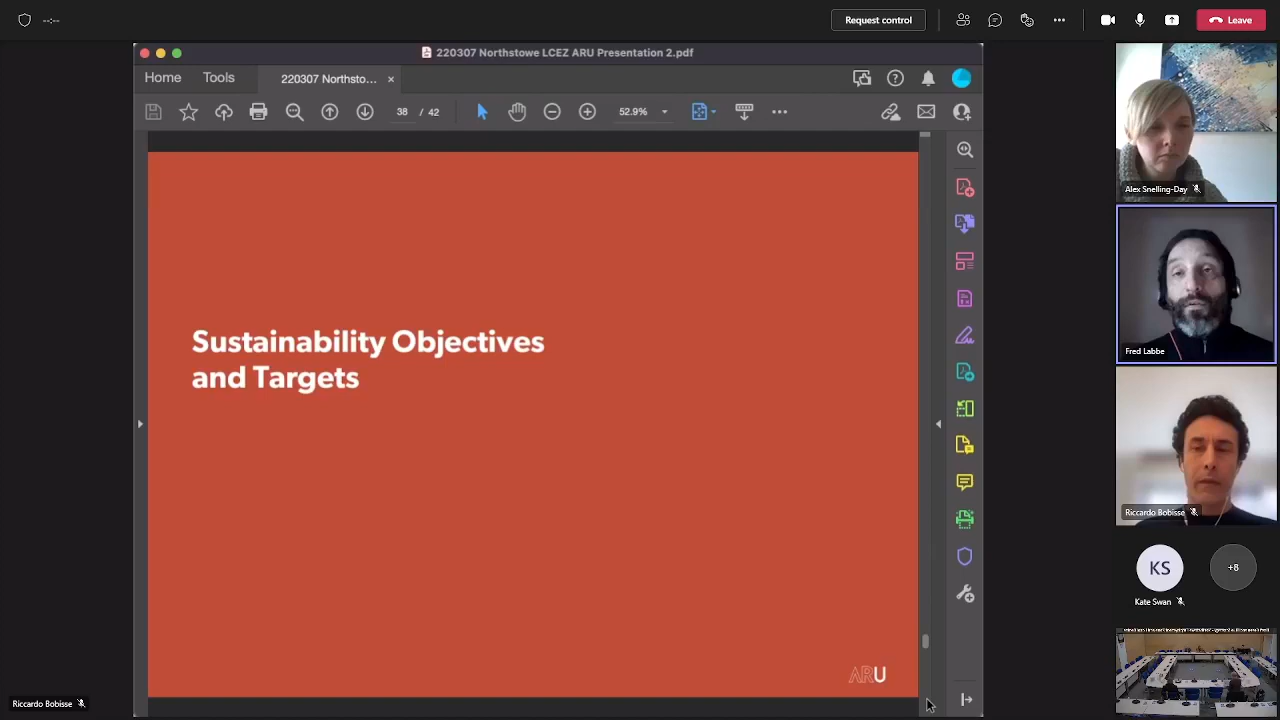 --:--
Request control
Leave
220307 Northstowe LCEZ ARU Presentation 2.pdf
Home
Tools
220307 Northsto...
38 / 42
52.9%
Sustainability Objectives
and Targets
ARU
Alex Snelling-Day
Fred Labbe
Riccardo Bobisse
KS
+8
Kate Swan
Riccardo Bobisse